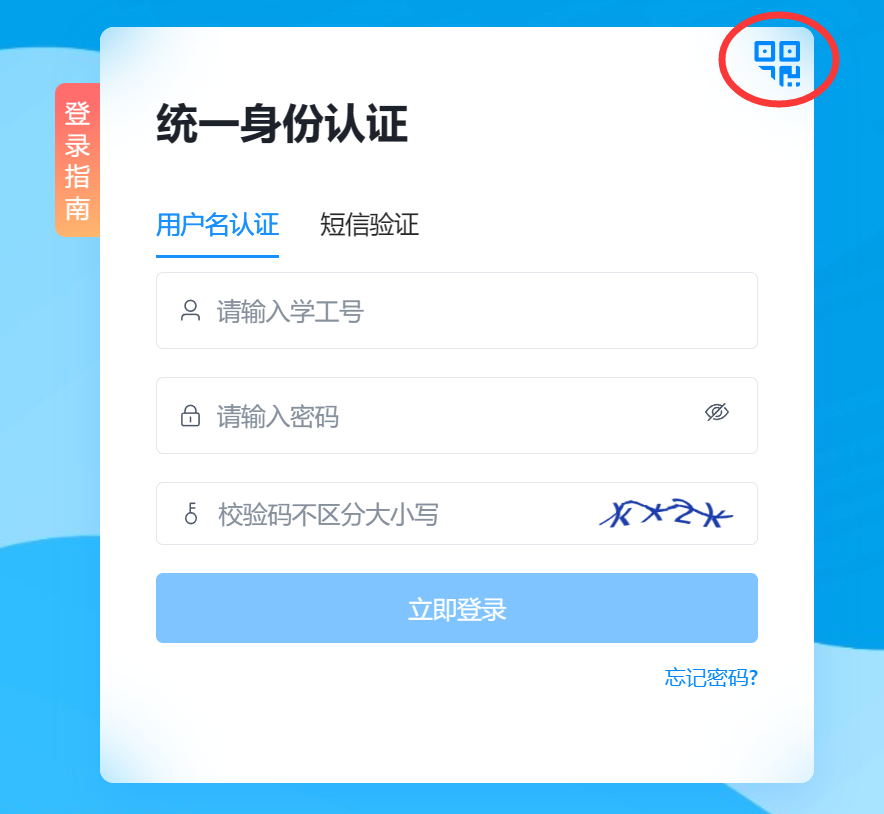 登录指南
统一身份认证
用户名认证 短信验证
请输入学工号
请输入密码
校验码不区分大小写
立即登录
忘记密码?